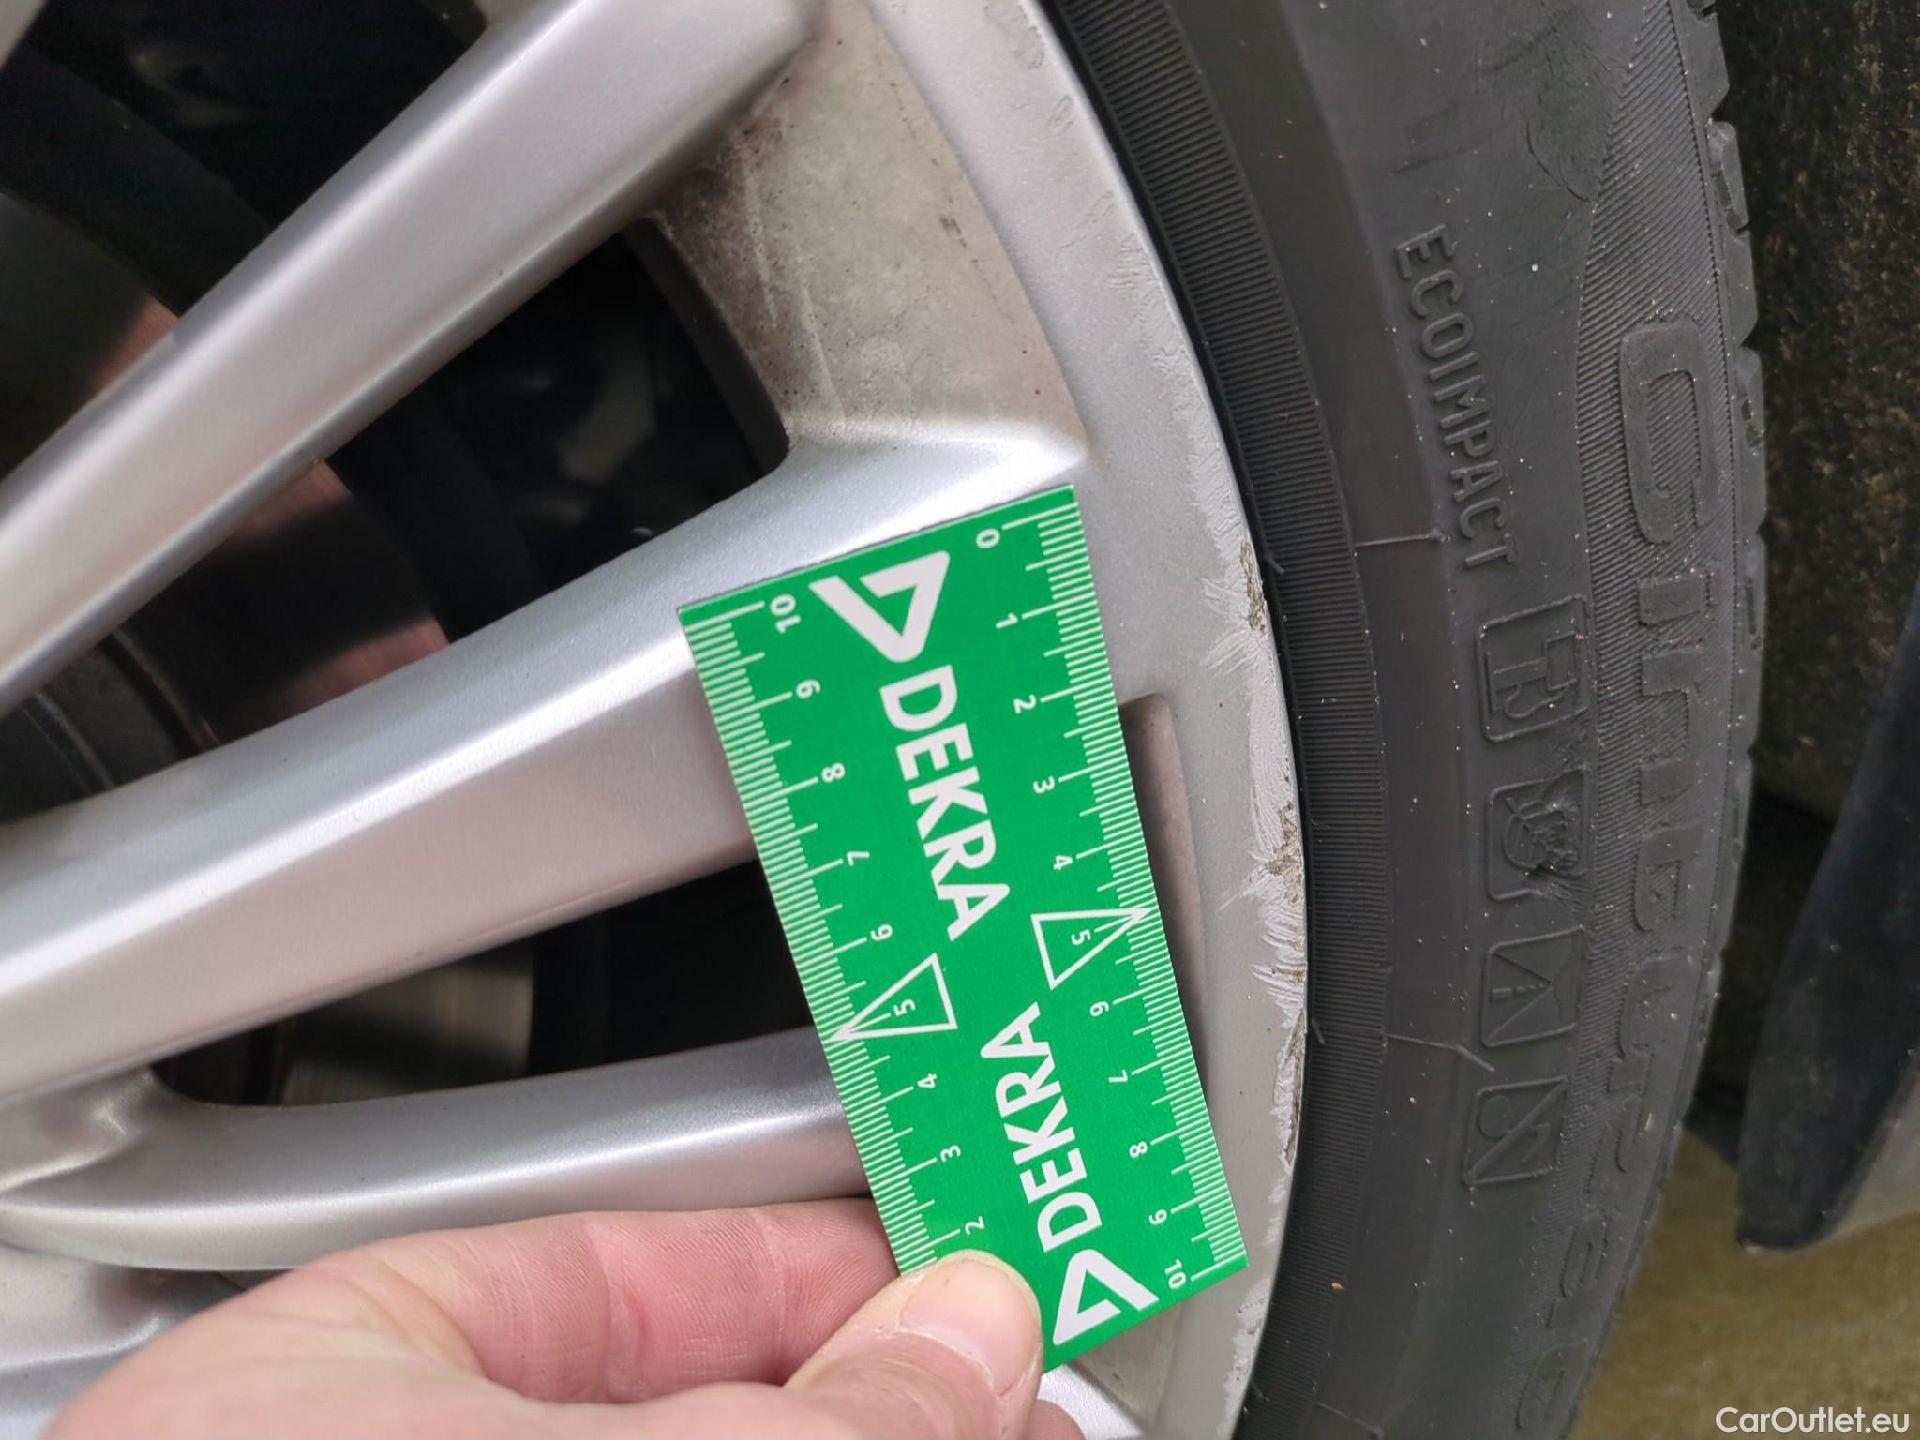 ECOIMPACT
Cinturato
0 1 2 3 4 5 6 7 8 9 10
DEKRA DEKRA
10 9 8 7 6 5 4 3 2
CarOutlet.eu